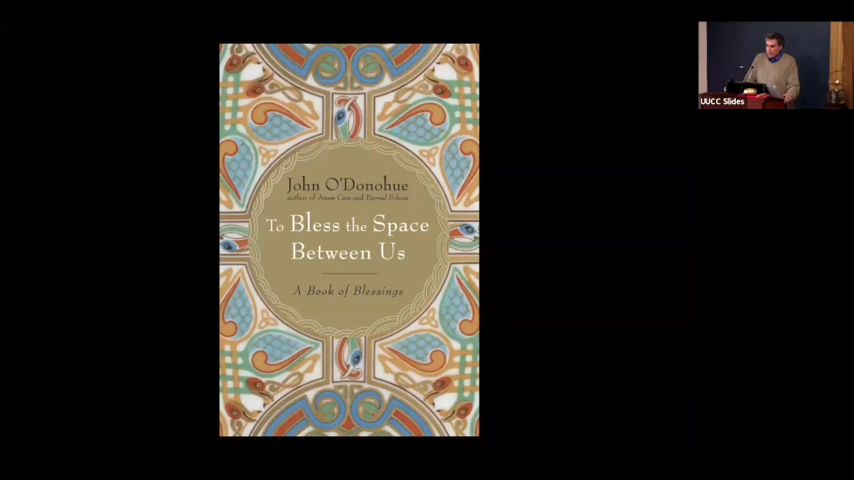 John O'Donohue
author of Anam Cara and Eternal Echoes
To Bless the Space
Between Us
A Book of Blessings
UUCC Slides